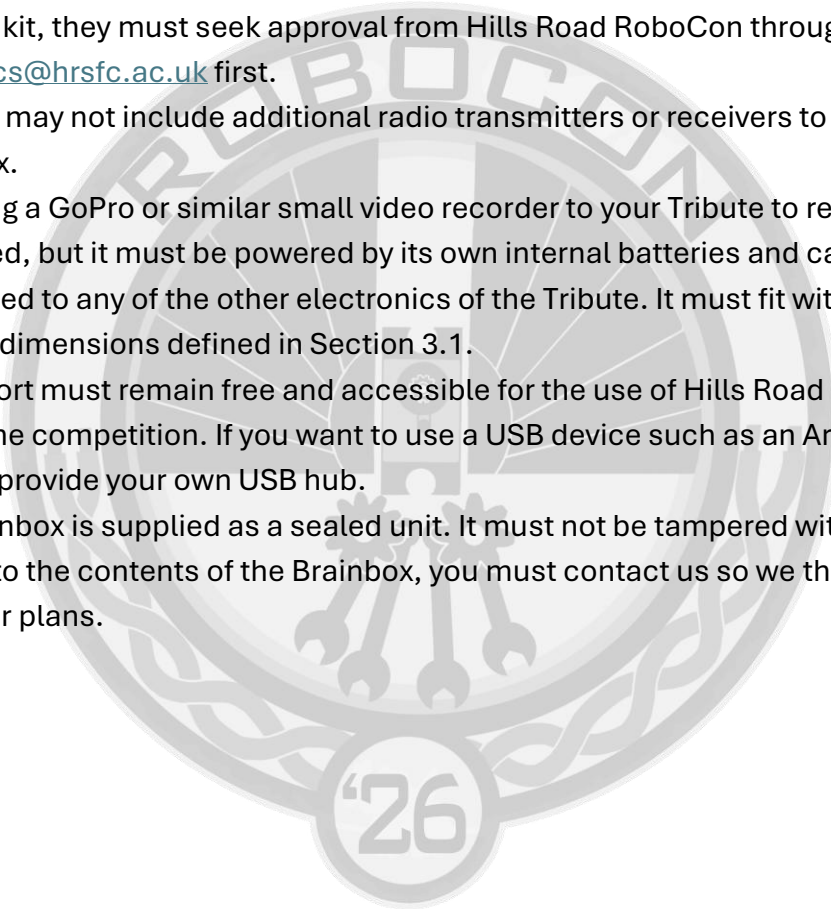 kit, they must seek approval from Hills Road RoboCon throug
cs@hrsfc.ac.uk first.
may not include additional radio transmitters or receivers to
x.
g a GoPro or similar small video recorder to your Tribute to re
ed, but it must be powered by its own internal batteries and ca
ed to any of the other electronics of the Tribute. It must fit wit
dimensions defined in Section 3.1.
ort must remain free and accessible for the use of Hills Road
ne competition. If you want to use a USB device such as an Ar
provide your own USB hub.
nbox is supplied as a sealed unit. It must not be tampered wit
to the contents of the Brainbox, you must contact us so we th
r plans.
ROBOCON
‘26